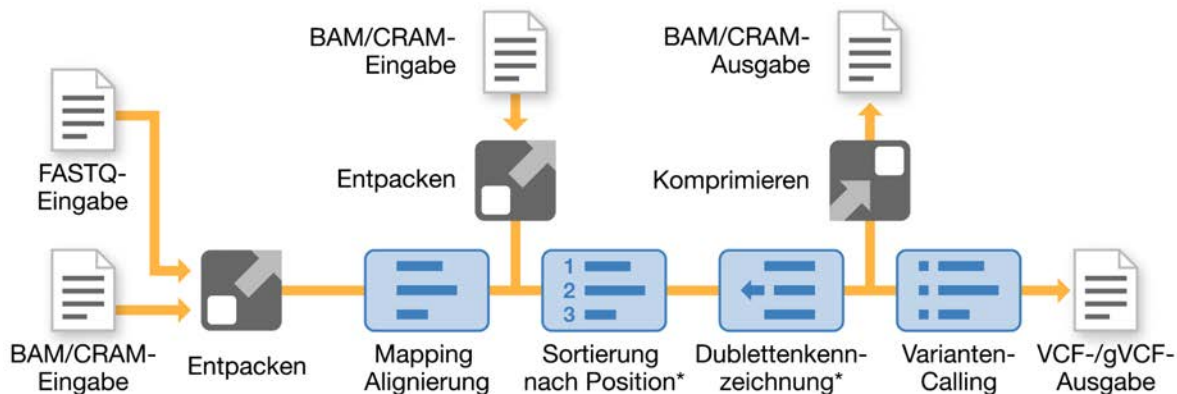 BAM/CRAM-
Eingabe
BAM/CRAM-
Ausgabe
FASTQ-
Eingabe
Entpacken
Komprimieren
1
2
3
BAM/CRAM-
Eingabe
Entpacken
Mapping
Alignierung
Sortierung
nach Position*
Dublettenkenn-
zeichnung*
Varianten-
Calling
VCF-/gVCF-
Ausgabe